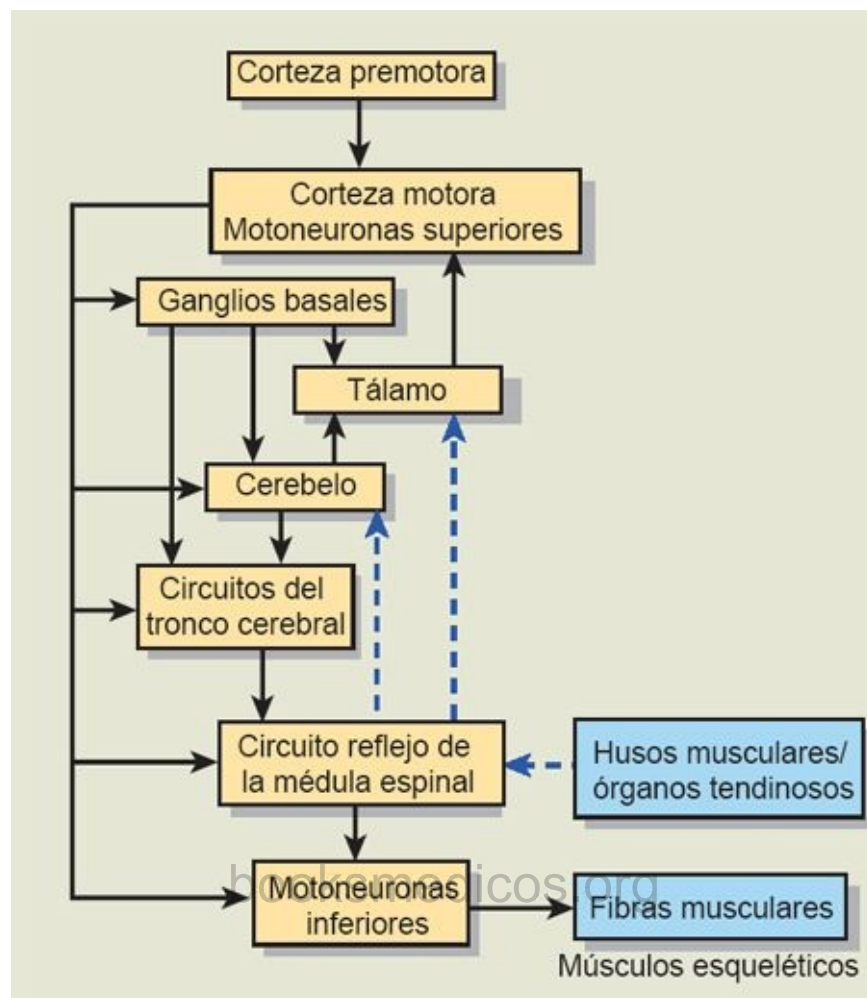 Corteza premotora
Corteza motora
Motoneuronas superiores
Ganglios basales
Tálamo
Cerebelo
Circuitos del
tronco cerebral
Circuito reflejo de
la médula espinal
Husos musculares/
órganos tendinosos
booksmedicos.org
Motoneuronas
inferiores
Fibras musculares
Músculos esqueléticos